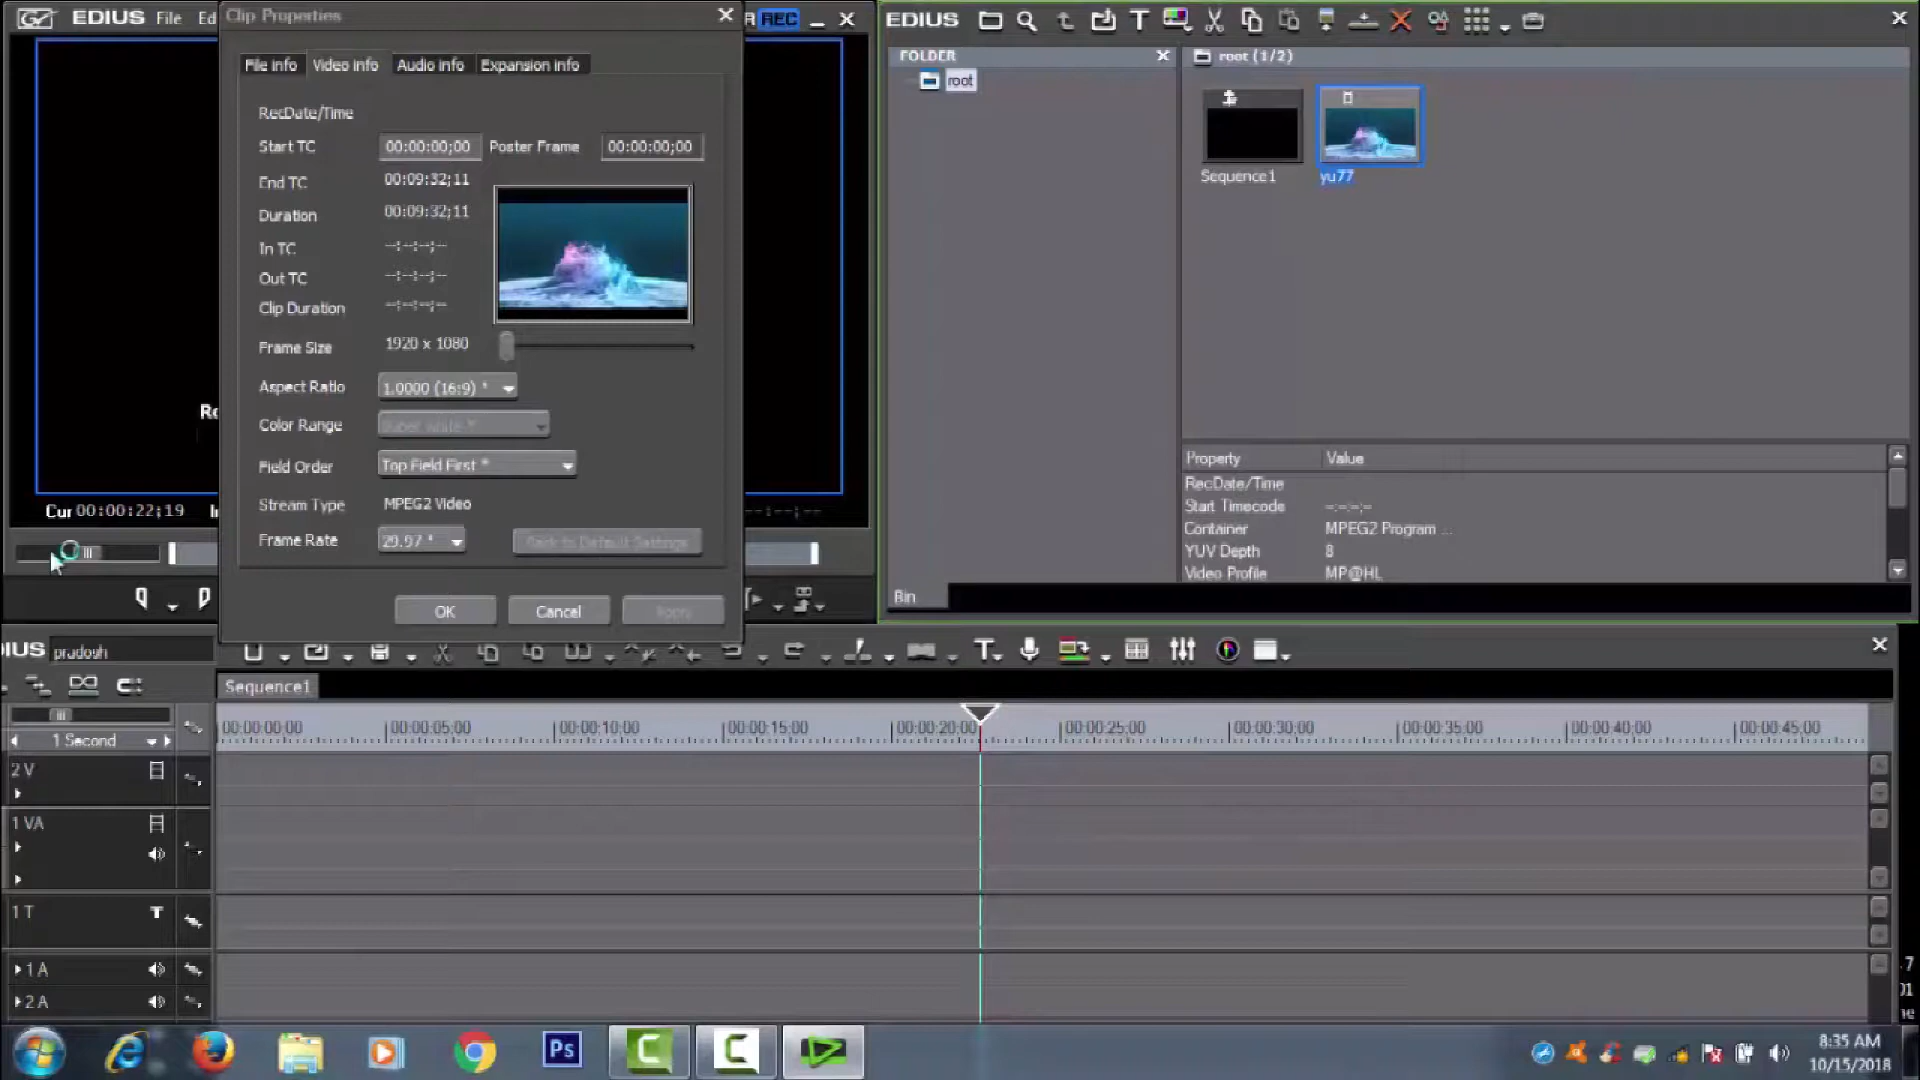 EDIUS File Ed
Clip Properties
R REC
File info Video info Audio info Expansion info
RecDate/Time
Start TC 00:00:00;00 Poster Frame 00:00:00;00
End TC 00:09:32;11
Duration 00:09:32;11
In TC --:--:--;--
Out TC --:--:--;--
Clip Duration --:--:--;--
Frame Size 1920 x 1080
Aspect Ratio 1.0000 (16:9) *
Color Range Super white *
Field Order Top Field First *
Stream Type MPEG2 Video
Frame Rate 29.97 * Back to Default Settings
OK Cancel Apply
Cur 00:00:22;19
EDIUS
FOLDER
root
root (1/2)
Sequence1 yu77
Property Value
RecDate/Time
Start Timecode --:--:--;--
Container MPEG2 Program ...
YUV Depth 8
Video Profile MP@HL
Bin
IUS pradosh
Sequence1
1 Second
00:00:00;00 00:00:05;00 00:00:10;00 00:00:15;00 00:00:20;00 00:00:25;00 00:00:30;00 00:00:35;00 00:00:40;00 00:00:45;00
2 V
1 VA
1 T T
1 A
2 A
Ps
8:35 AM
10/15/2018